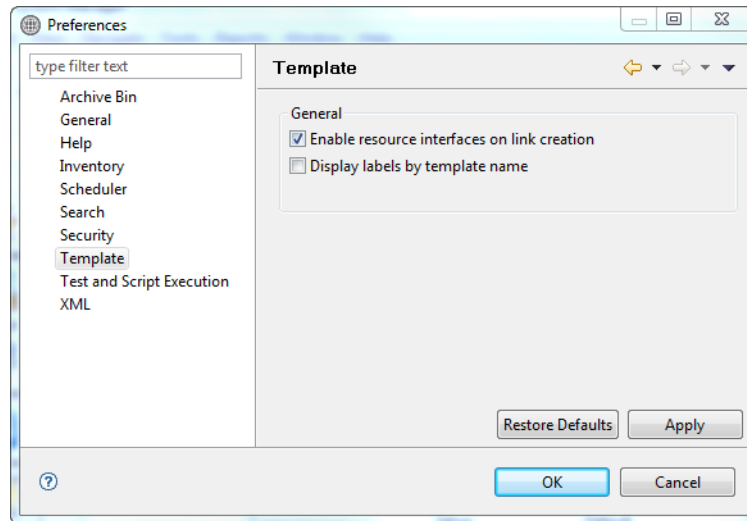 Preferences
type filter text
Archive Bin
General
Help
Inventory
Scheduler
Search
Security
Template
Test and Script Execution
XML
Template
General
Enable resource interfaces on link creation
Display labels by template name
Restore Defaults
Apply
OK
Cancel